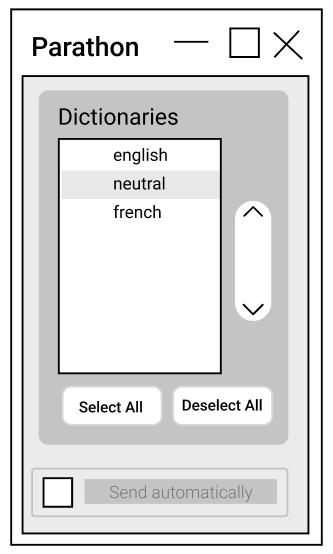 Parathon
Dictionaries
english
neutral
french
Select All
Deselect All
Send automatically